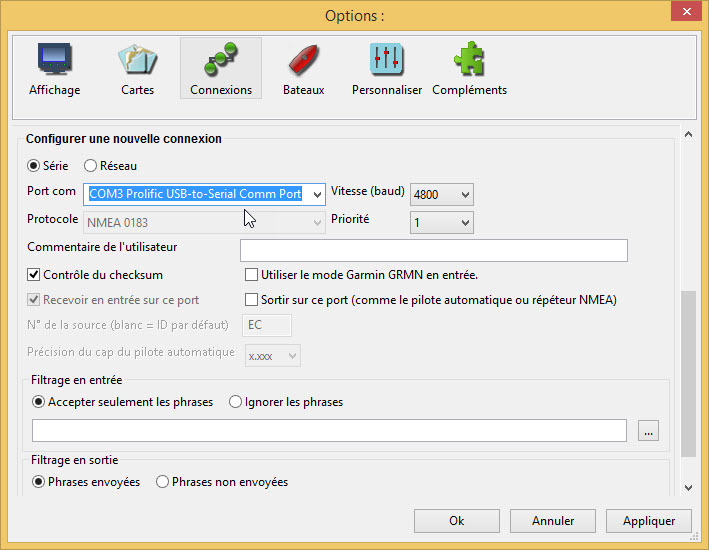 Options :
Affichage Cartes Connexions Bateaux Personnaliser Compléments
Configurer une nouvelle connexion
Série Réseau
Port com COM3 Prolific USB-to-Serial Comm Port Vitesse (baud) 4800
Protocole NMEA 0183 Priorité 1
Commentaire de l'utilisateur
Contrôle du checksum Utiliser le mode Garmin GRMN en entrée.
Recevoir en entrée sur ce port Sortir sur ce port (comme le pilote automatique ou répéteur NMEA)
N° de la source (blanc = ID par défaut) EC
Précision du cap du pilote automatique x.xxx
Filtrage en entrée
Accepter seulement les phrases Ignorer les phrases
...
Filtrage en sortie
Phrases envoyées Phrases non envoyées
Ok Annuler Appliquer